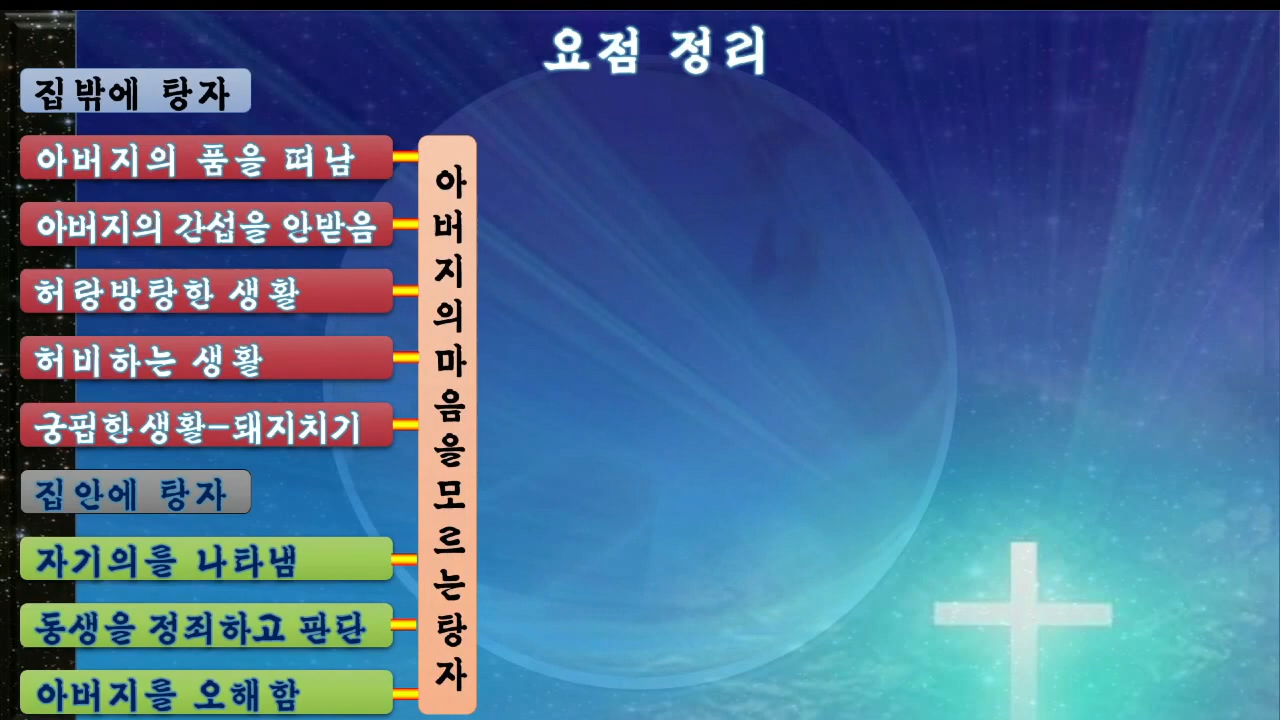 요점 정리
집밖에 탕자
아버지의 품을 떠남
아버지의 간섭을 안받음
허랑방탕한 생활
허비하는 생활
궁핍한생활-돼지치기
집안에 탕자
자기의를 나타냄
동생을 정죄하고 판단
아버지를 오해함
아버지의마음을모르는탕자